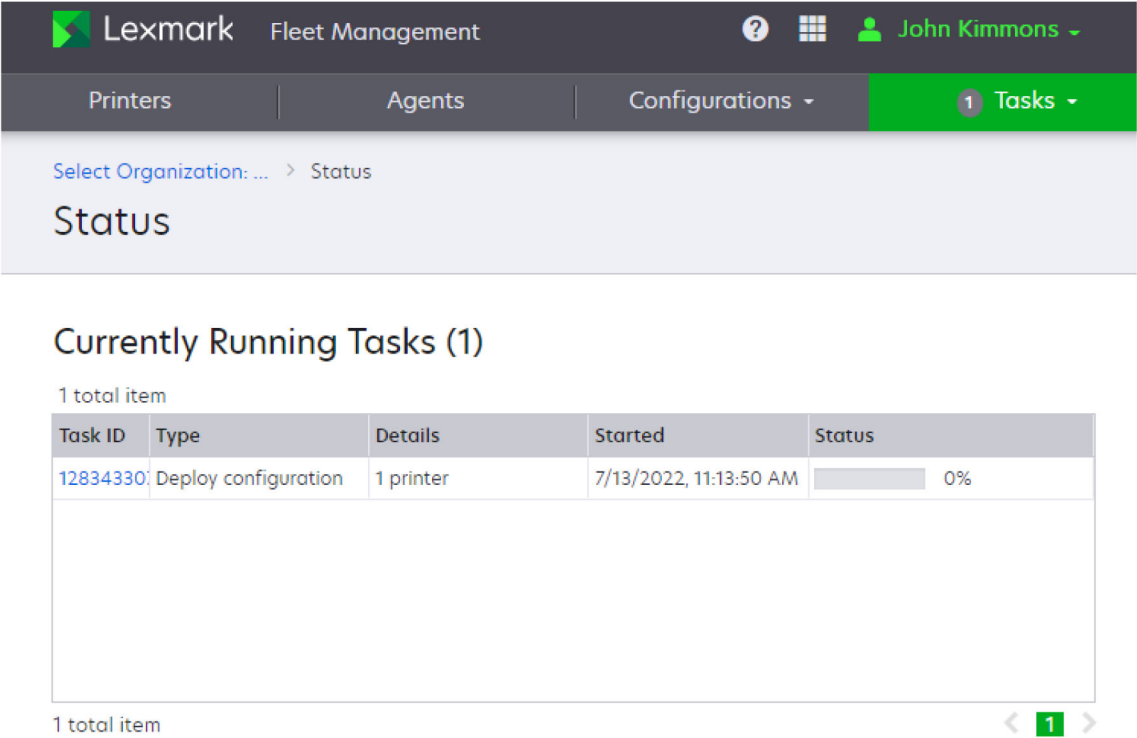 Lexmark Fleet Management ? John Kimmons
Printers Agents Configurations 1 Tasks
Select Organization: ... > Status
Status
Currently Running Tasks (1)
1 total item
Task ID Type Details Started Status
Deploy configuration 1 printer 7/13/2022, 11:13:50 AM 0%
1 total item
< 1 >